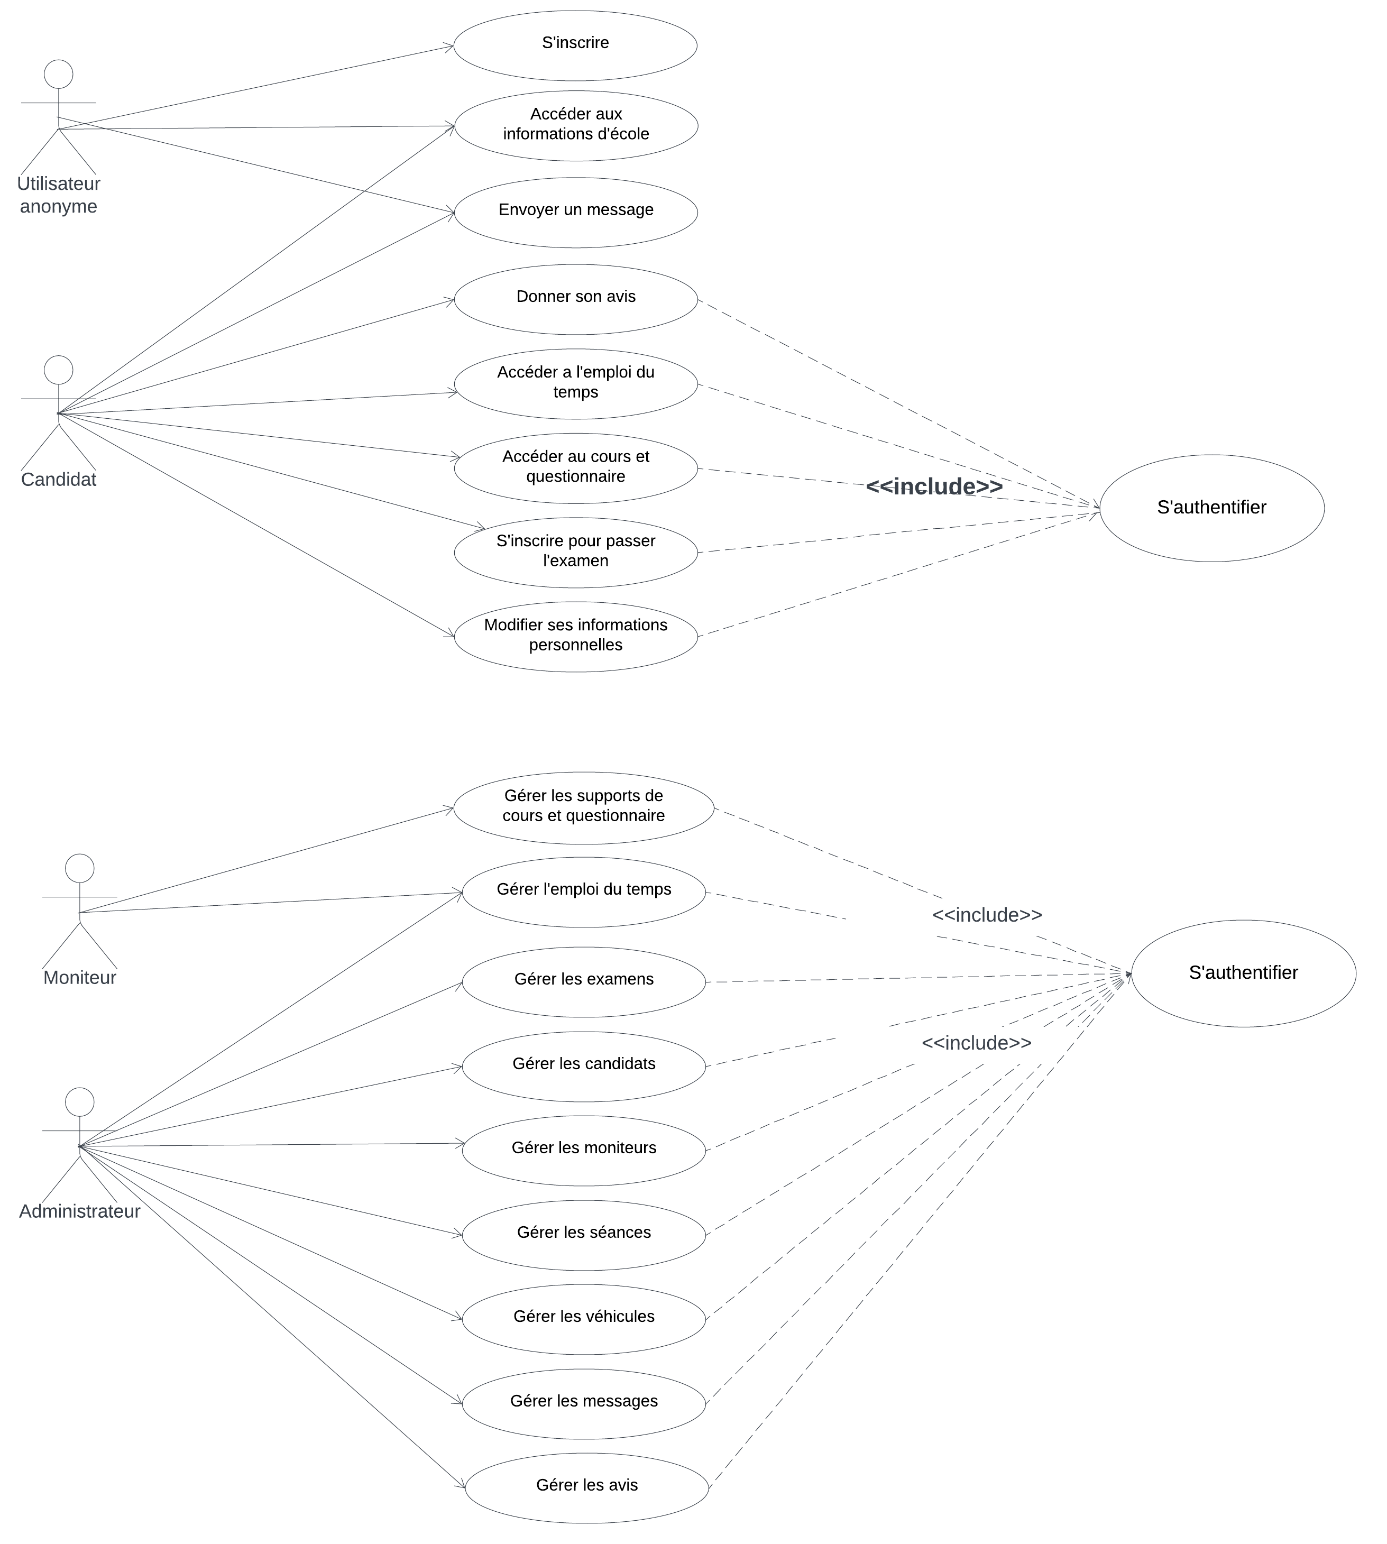 S'inscrire
Accéder aux
informations d'école
Utilisateur
anonyme
Envoyer un message
Donner son avis
Accéder a l'emploi du
temps
Candidat
Accéder au cours et
questionnaire
<<include>>
S'authentifier
S'inscrire pour passer
l'examen
Modifier ses informations
personnelles
Gérer les supports de
cours et questionnaire
Gérer l'emploi du temps
<<include>>
Moniteur
Gérer les examens
S'authentifier
<<include>>
Gérer les candidats
Gérer les moniteurs
Administrateur
Gérer les séances
Gérer les véhicules
Gérer les messages
Gérer les avis